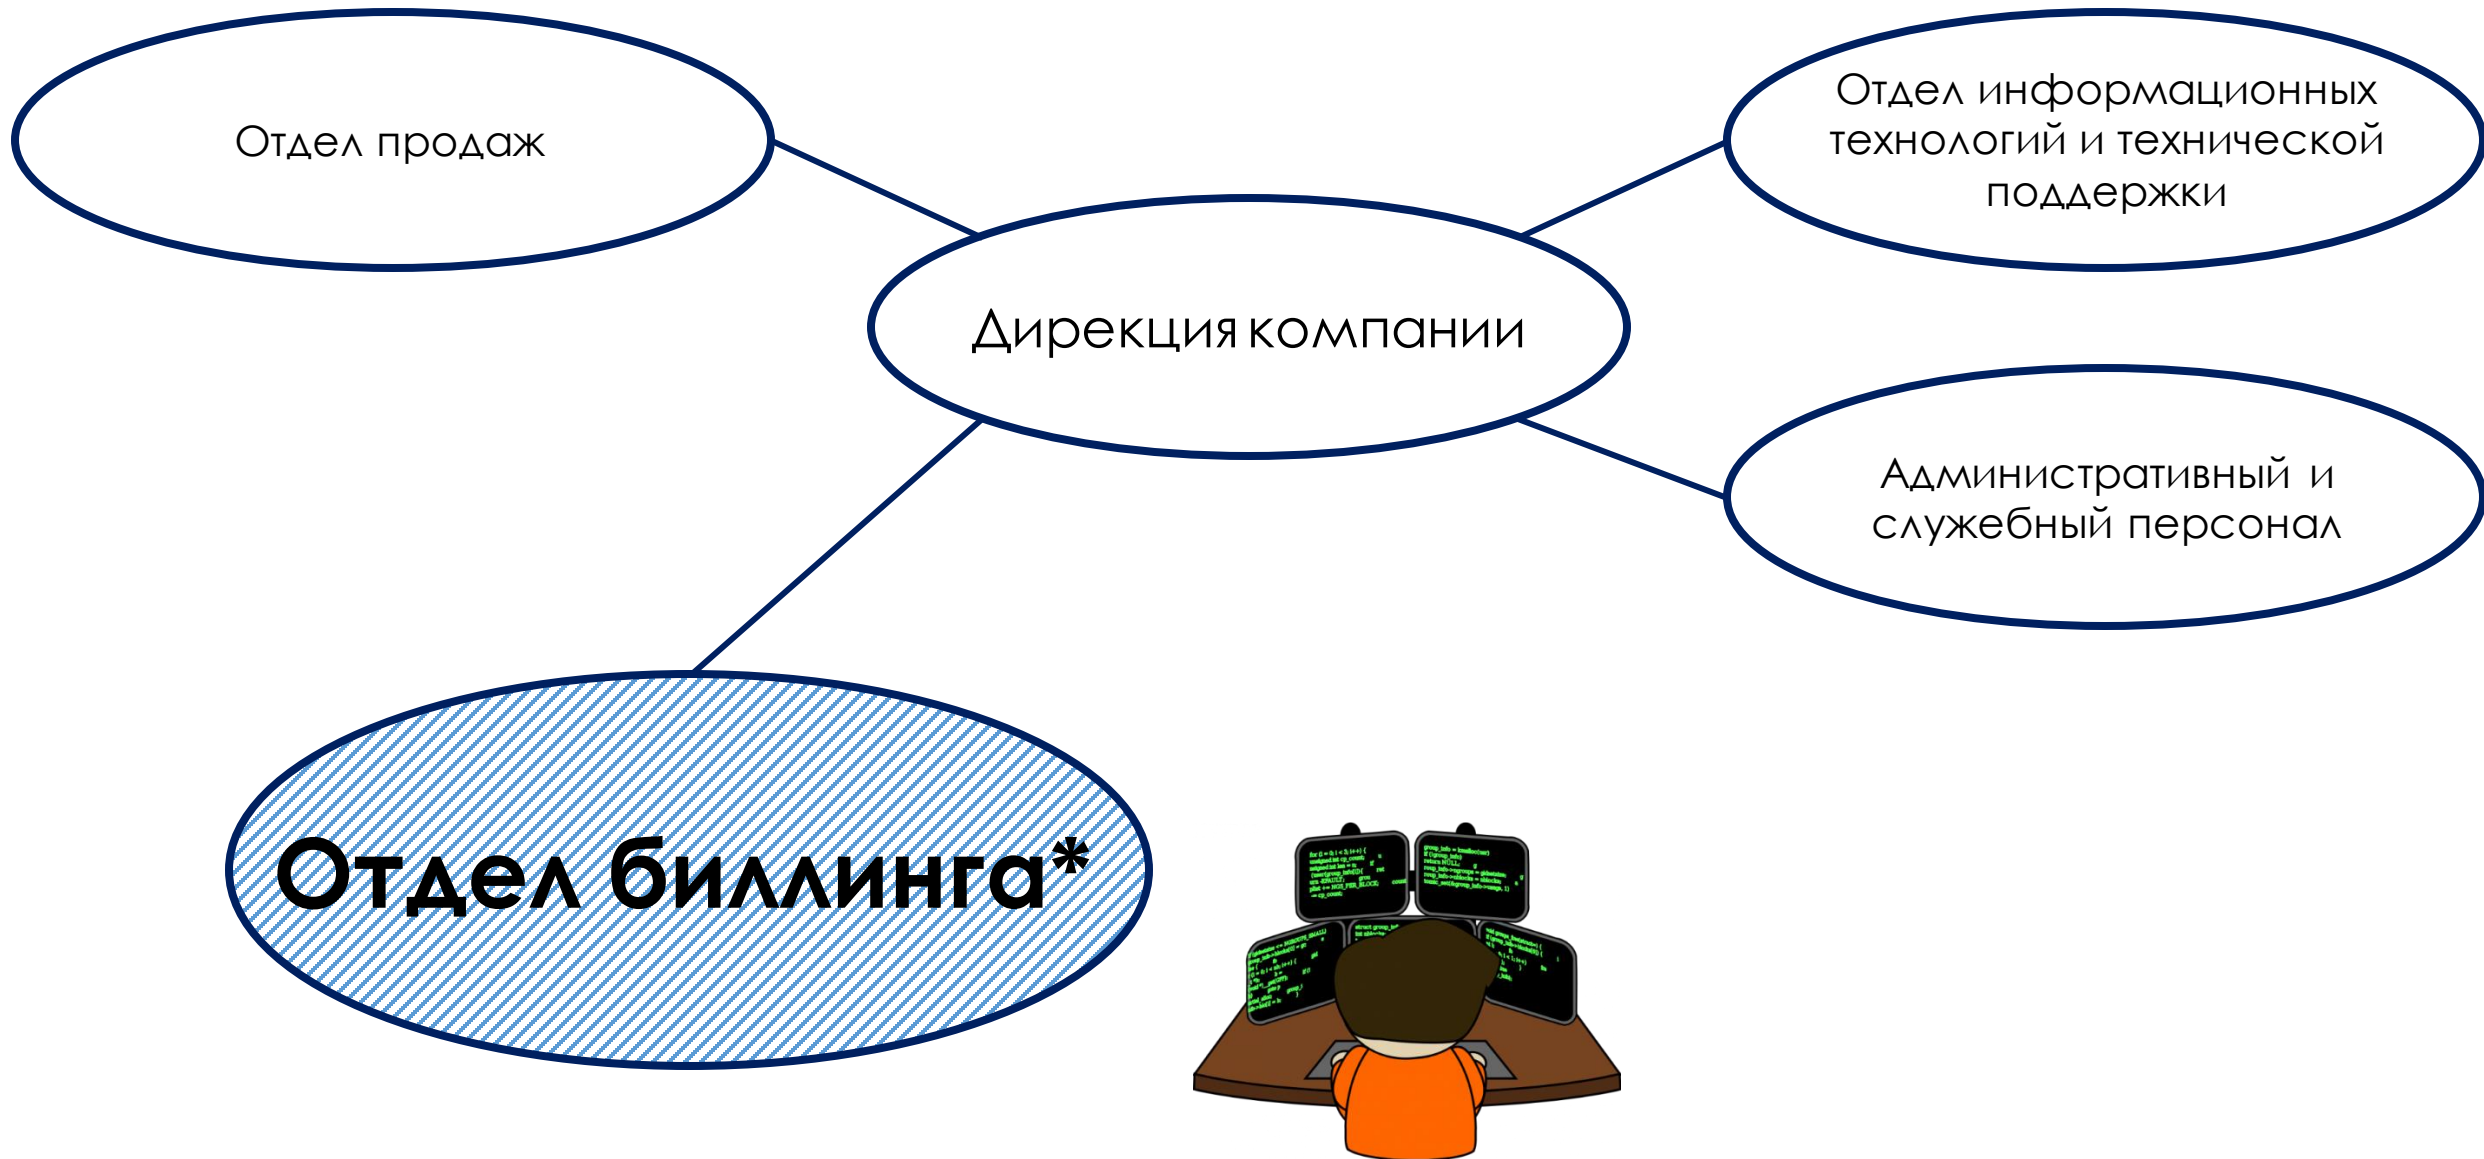 Отдел продаж
Отдел информационных
технологий и технической
поддержки
Дирекция компании
Административный и
служебный персонал
Отдел биллинга*